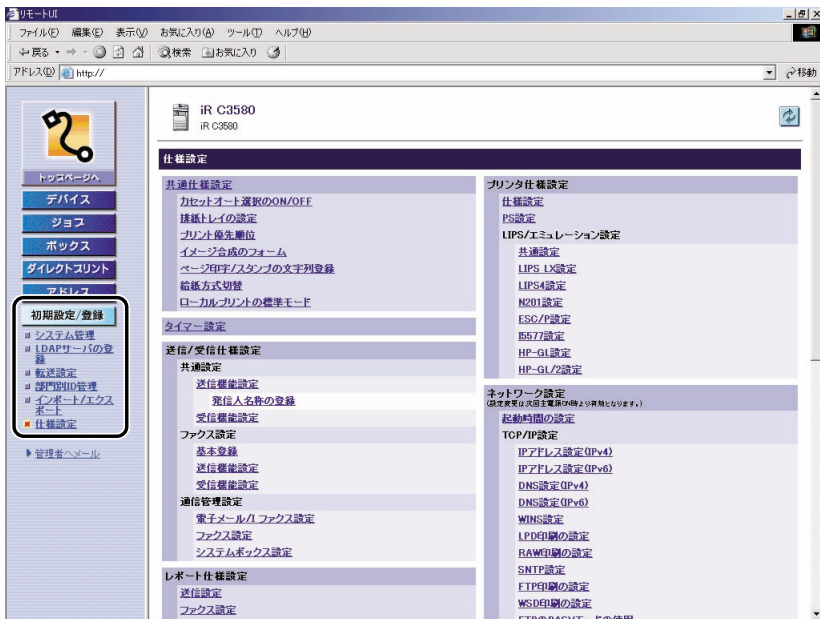 リモートUI
ファイル(F) 編集(E) 表示(V) お気に入り(A) ツール(T) ヘルプ(H)
戻る 検索 お気に入り
アドレス(D) http:// 移動
iR C3580
iR C3580
トップページへ
デバイス
ジョブ
ボックス
ダイレクトプリント
アドレス
初期設定/登録
システム管理
LDAPサーバの登
録
転送設定
部門別ID管理
インポート/エクス
ポート
仕様設定
管理者へメール
仕様設定
共通仕様設定
カセットオート選択のON/OFF
排紙トレイの設定
プリント優先順位
イメージ合成のフォーム
ページ印字/スタンプの文字列登録
給紙方式切替
ローカルプリントの標準モード
タイマー設定
送信/受信仕様設定
共通設定
送信機能設定
発信人名称の登録
受信機能設定
ファクス設定
基本登録
送信機能設定
受信機能設定
通信管理設定
電子メール/I ファクス設定
ファクス設定
システムボックス設定
レポート仕様設定
送信設定
ファクス設定
プリンタ仕様設定
仕様設定
PS設定
LIPS/エミュレーション設定
共通設定
LIPS LX設定
LIPS4設定
N201設定
ESC/P設定
I5577設定
HP-GL設定
HP-GL/2設定
ネットワーク設定
(設定変更は次回主電源ON時より有効となります。)
起動時間の設定
TCP/IP設定
IPアドレス設定(IPv4)
IPアドレス設定(IPv6)
DNS設定(IPv4)
DNS設定(IPv6)
WINS設定
LPD印刷の設定
RAW印刷の設定
SNTP設定
FTP印刷の設定
WSD印刷の設定
FTPのPASVモードの使用